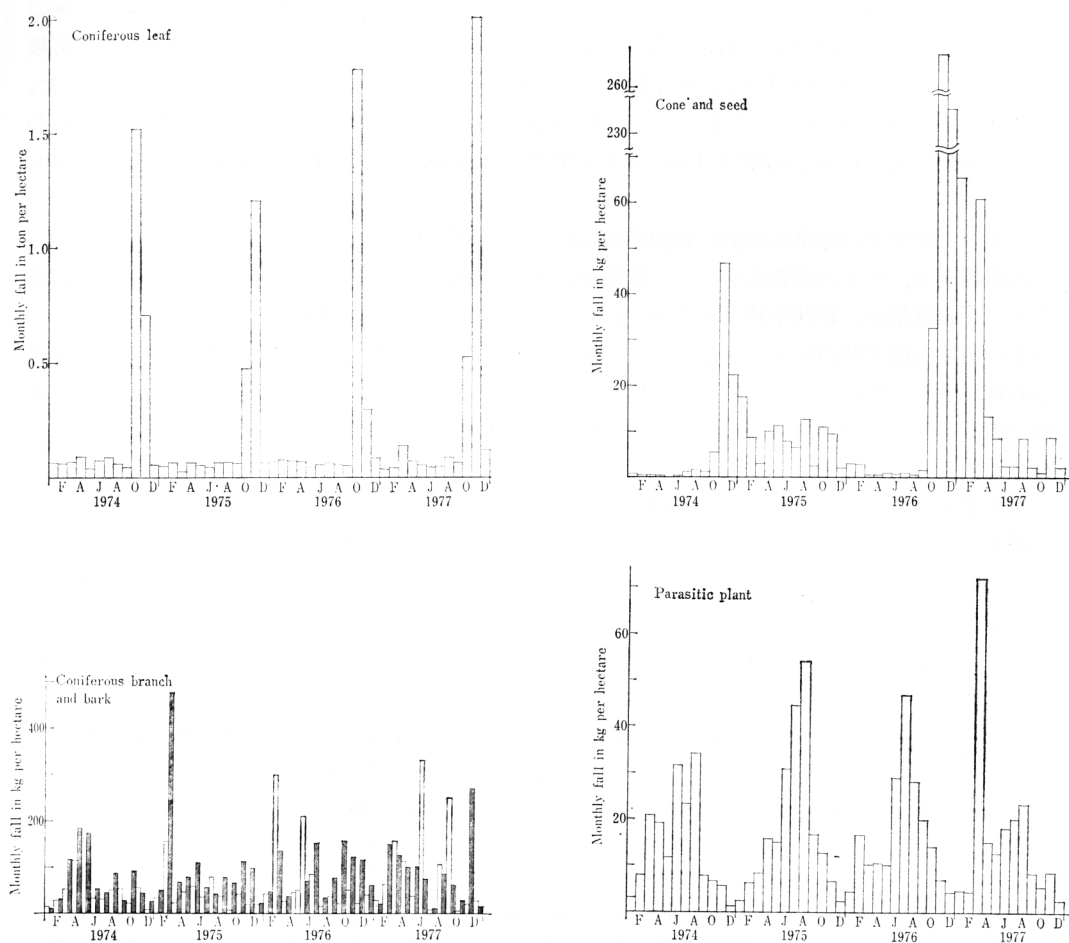 Coniferous leaf
Monthly fall in ton per hectare
2.0
1.5
1.0
0.5
F A J A O D F A J A O D F A J A O D F A J A O D
1974 1975 1976 1977
Cone and seed
Monthly fall in kg per hectare
260
230
60
40
20
F A J A O D F A J A O D F A J A O D F A J A O D
1974 1975 1976 1977
Coniferous branch
and bark
Monthly fall in kg per hectare
400
200
F A J A O D F A J A O D F A J A O D F A J A O D
1974 1975 1976 1977
Parasitic plant
Monthly fall in kg per hectare
60
40
20
F A J A O D F A J A O D F A J A O D F A J A O D
1974 1975 1976 1977